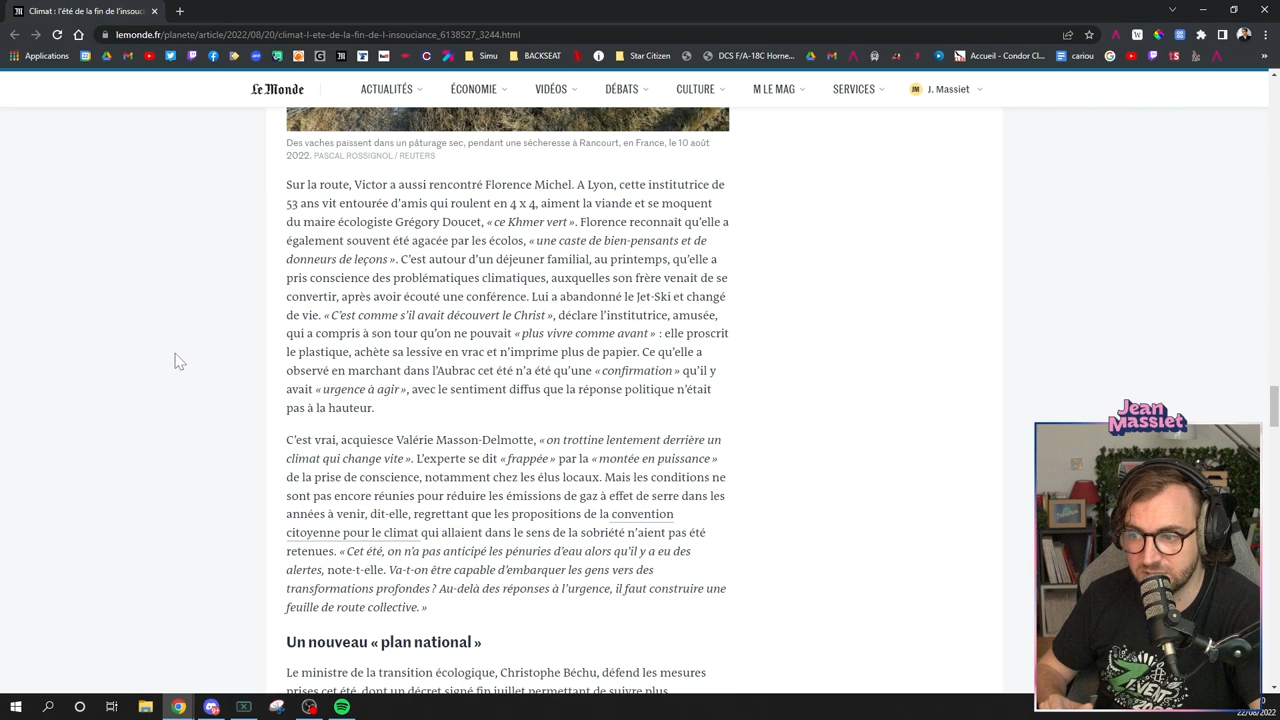 Climat : l'été de la fin de l'insouc
lemonde.fr/planete/article/2022/08/20/climat-l-ete-de-la-fin-de-l-insouciance_6138527_3244.html
Applications
Infos
BACKSEAT
Star Citizen
DCS F/A-18C Horne...
Accueil - Condor Cl...
cariou
Le Monde
ACTUALITÉS
ÉCONOMIE
VIDÉOS
DÉBATS
CULTURE
M LE MAG
SERVICES
JM
J. Massiet
Des vaches paissent dans un pâturage sec, pendant une sécheresse à Rancourt, en France, le 10 août
2022. PASCAL ROSSIGNOL / REUTERS
Sur la route, Victor a aussi rencontré Florence Michel. A Lyon, cette institutrice de
53 ans vit entourée d'amis qui roulent en 4 x 4, aiment la viande et se moquent
du maire écologiste Grégory Doucet, « ce Khmer vert ». Florence reconnaît qu'elle a
également souvent été agacée par les écolos, « une caste de bien-pensants et de
donneurs de leçons ». C'est autour d'un déjeuner familial, au printemps, qu'elle a
pris conscience des problématiques climatiques, auxquelles son frère venait de se
convertir, après avoir écouté une conférence. Lui a abandonné le Jet-Ski et changé
de vie. « C'est comme s'il avait découvert le Christ », déclare l'institutrice, amusée,
qui a compris à son tour qu'on ne pouvait « plus vivre comme avant » : elle proscrit
le plastique, achète sa lessive en vrac et n'imprime plus de papier. Ce qu'elle a
observé en marchant dans l'Aubrac cet été n'a été qu'une « confirmation » qu'il y
avait « urgence à agir », avec le sentiment diffus que la réponse politique n'était
pas à la hauteur.
C'est vrai, acquiesce Valérie Masson-Delmotte, « on trottine lentement derrière un
climat qui change vite ». L'experte se dit « frappée » par la « montée en puissance »
de la prise de conscience, notamment chez les élus locaux. Mais les conditions ne
sont pas encore réunies pour réduire les émissions de gaz à effet de serre dans les
années à venir, dit-elle, regrettant que les propositions de la convention
citoyenne pour le climat qui allaient dans le sens de la sobriété n'aient pas été
retenues. « Cet été, on n'a pas anticipé les pénuries d'eau alors qu'il y a eu des
alertes, note-t-elle. Va-t-on être capable d'embarquer les gens vers des
transformations profondes ? Au-delà des réponses à l'urgence, il faut construire une
feuille de route collective. »
Un nouveau « plan national »
Le ministre de la transition écologique, Christophe Béchu, défend les mesures
prises cet été, dont un décret signé fin juillet permettant de suivre plus
Jean
Massiet
ZEVENT
22/08/2022